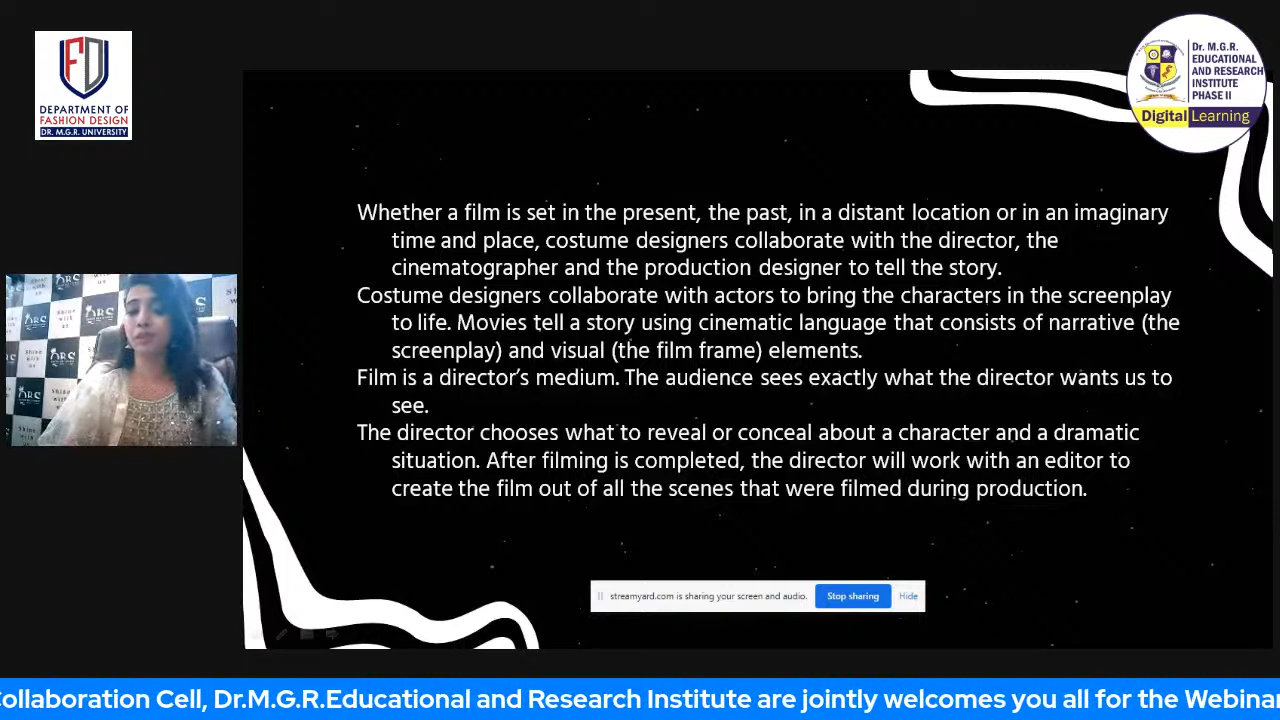 DEPARTMENT OF
FASHION DESIGN
DR. M.G.R. UNIVERSITY
Dr. M.G.R.
EDUCATIONAL
AND RESEARCH
INSTITUTE
PHASE II
Digital Learning
Whether a film is set in the present, the past, in a distant location or in an imaginary
time and place, costume designers collaborate with the director, the
cinematographer and the production designer to tell the story.
Costume designers collaborate with actors to bring the characters in the screenplay
to life. Movies tell a story using cinematic language that consists of narrative (the
screenplay) and visual (the film frame) elements.
Film is a director’s medium. The audience sees exactly what the director wants us to
see.
The director chooses what to reveal or conceal about a character and a dramatic
situation. After filming is completed, the director will work with an editor to
create the film out of all the scenes that were filmed during production.
streamyard.com is sharing your screen and audio.
Stop sharing
Hide
ollaboration Cell, Dr.M.G.R.Educational and Research Institute are jointly welcomes you all for the Webina